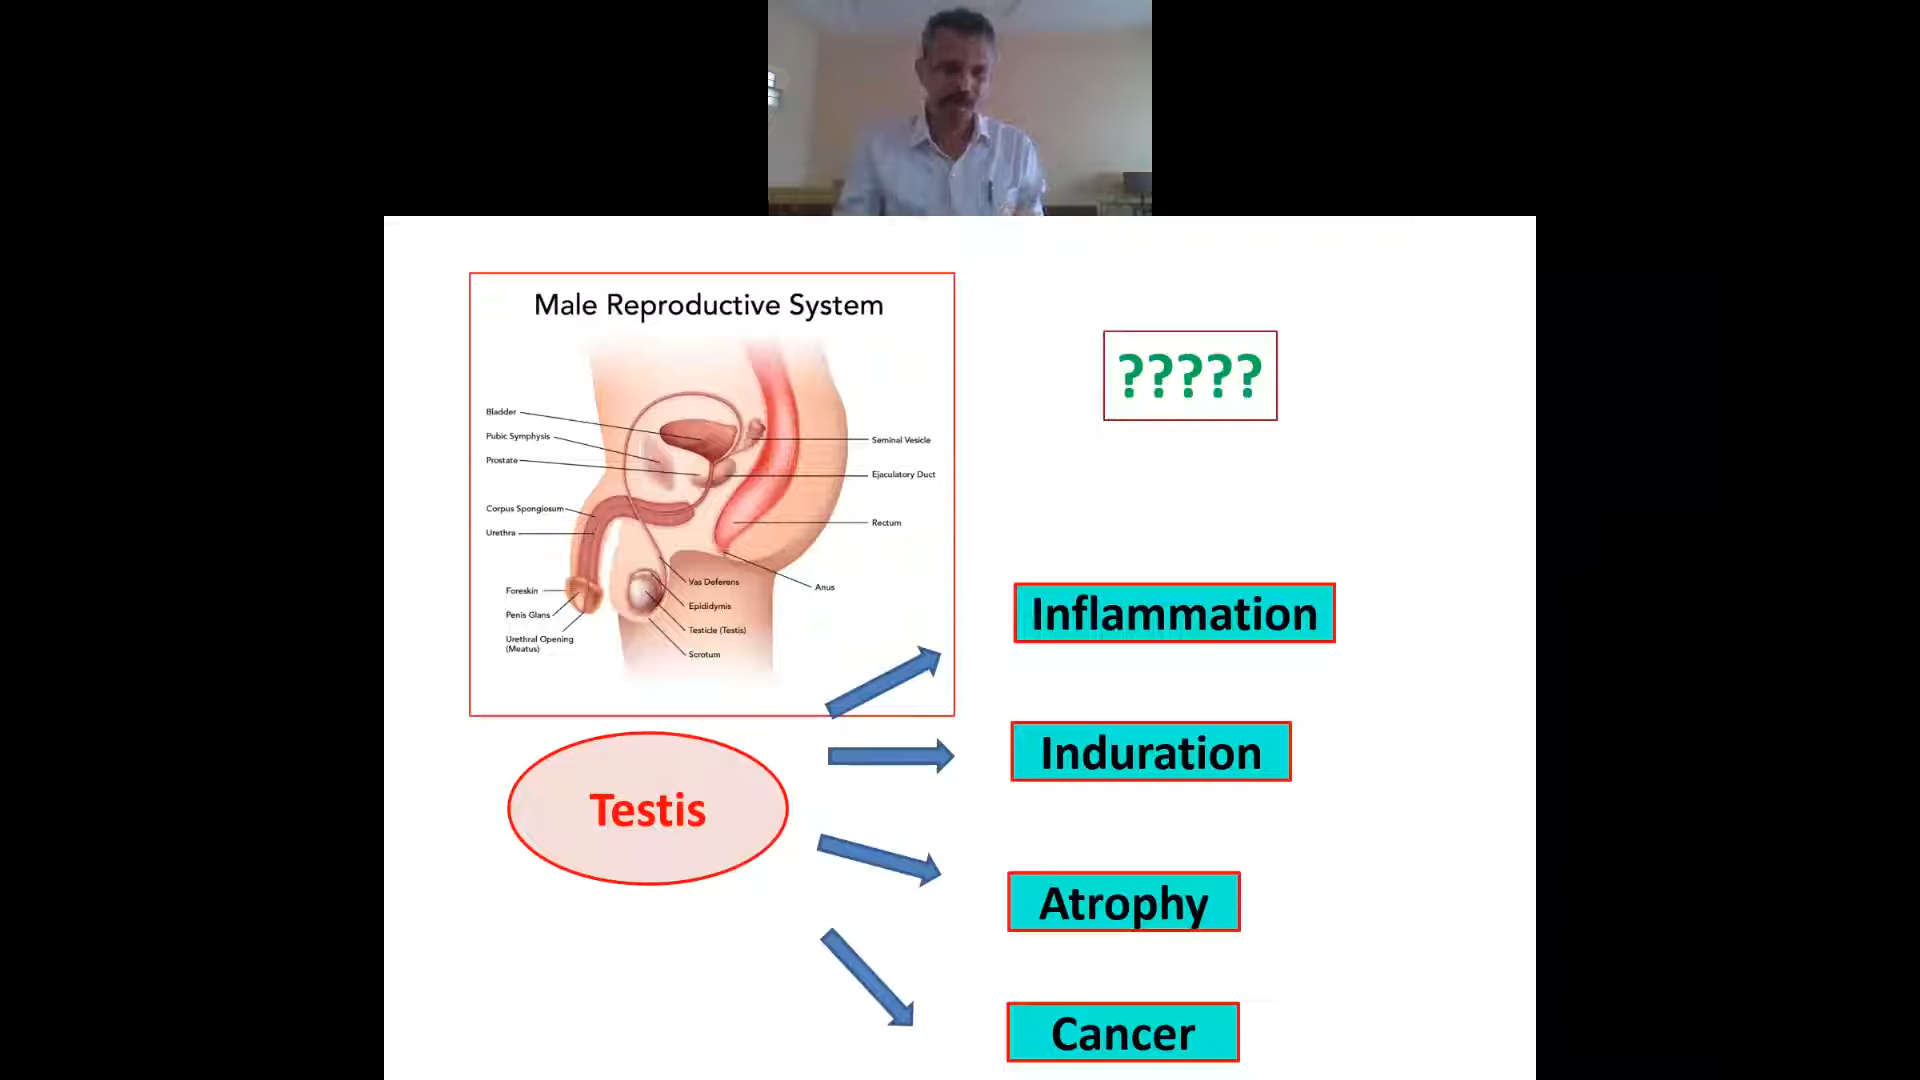 Male Reproductive System
Bladder
Pubic Symphysis
Prostate
Corpus Spongiosum
Urethra
Foreskin
Penis Glans
Urethral Opening
(Meatus)
Seminal Vesicle
Ejaculatory Duct
Rectum
Anus
Vas Deferens
Epididymis
Testicle (Testis)
Scrotum
?????
Testis
Inflammation
Induration
Atrophy
Cancer